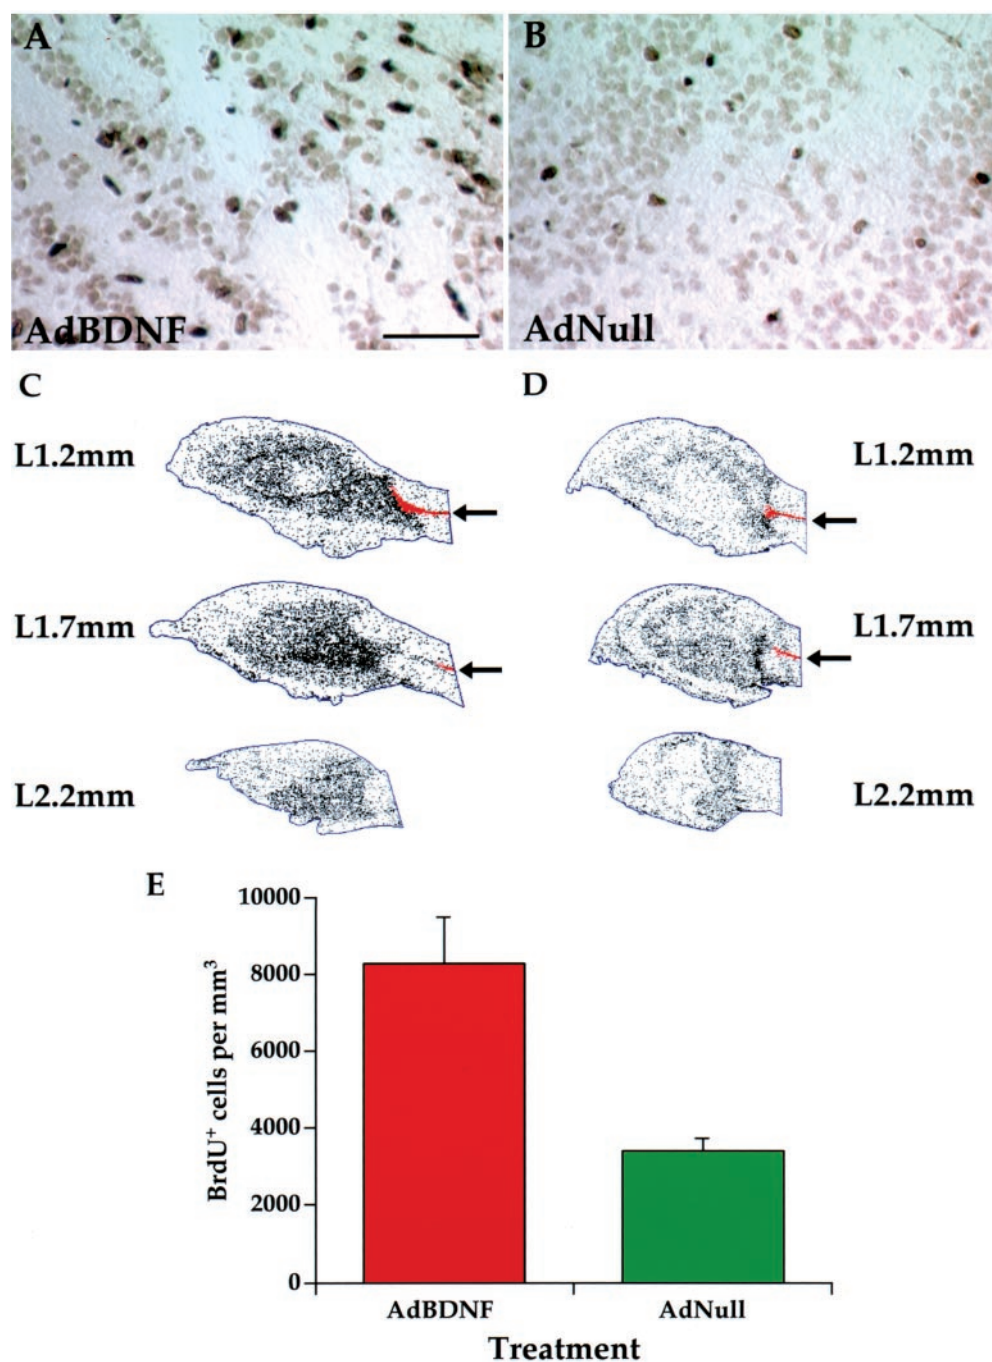 A
B
AdBDNF
AdNull
C
D
L1.2mm
L1.2mm
L1.7mm
L1.7mm
L2.2mm
L2.2mm
E
10000
8000
6000
4000
2000
0
BrdU⁺ cells per mm³
AdBDNF
AdNull
Treatment